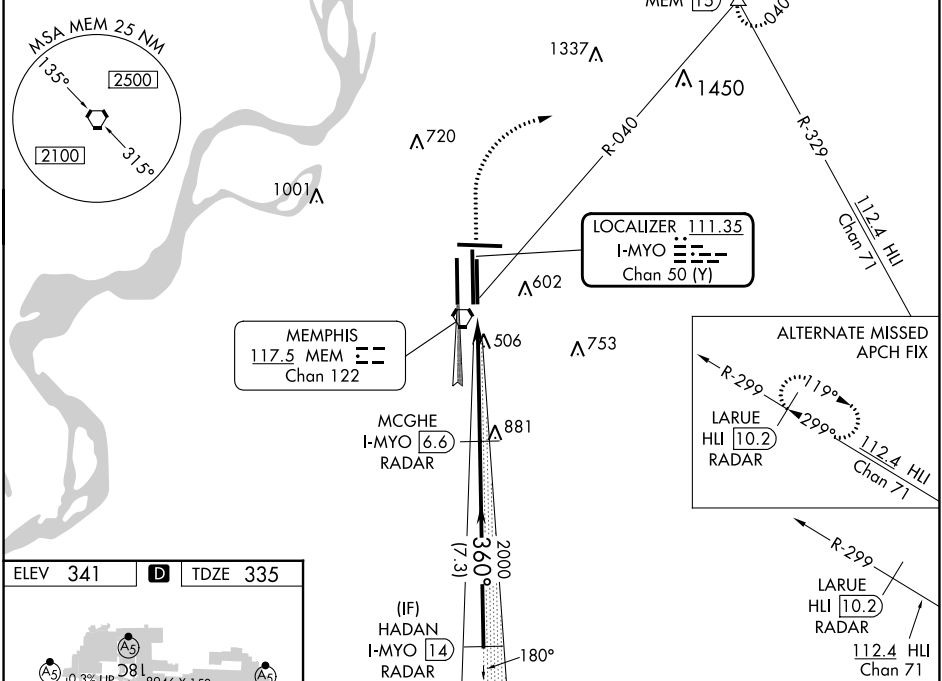 MSA MEM 25 NM
135°
2500
2100
315°
MEM 15
040
1337
1450
720
R-040
R-329
1001
112.4 HLI
Chan 71
LOCALIZER 111.35
I-MYO
Chan 50 (Y)
602
MEMPHIS
117.5 MEM
Chan 122
506
753
ALTERNATE MISSED
APCH FIX
R-299
119°
299°
LARUE
HLI 10.2
RADAR
112.4 HLI
Chan 71
MCGHE
I-MYO 6.6
RADAR
881
360°
2000
(7.3)
R-299
LARUE
HLI 10.2
RADAR
112.4 HLI
Chan 71
(IF)
HADAN
I-MYO 14
RADAR
180°
ELEV 341
D
TDZE 335
A5
18C
A5
A5